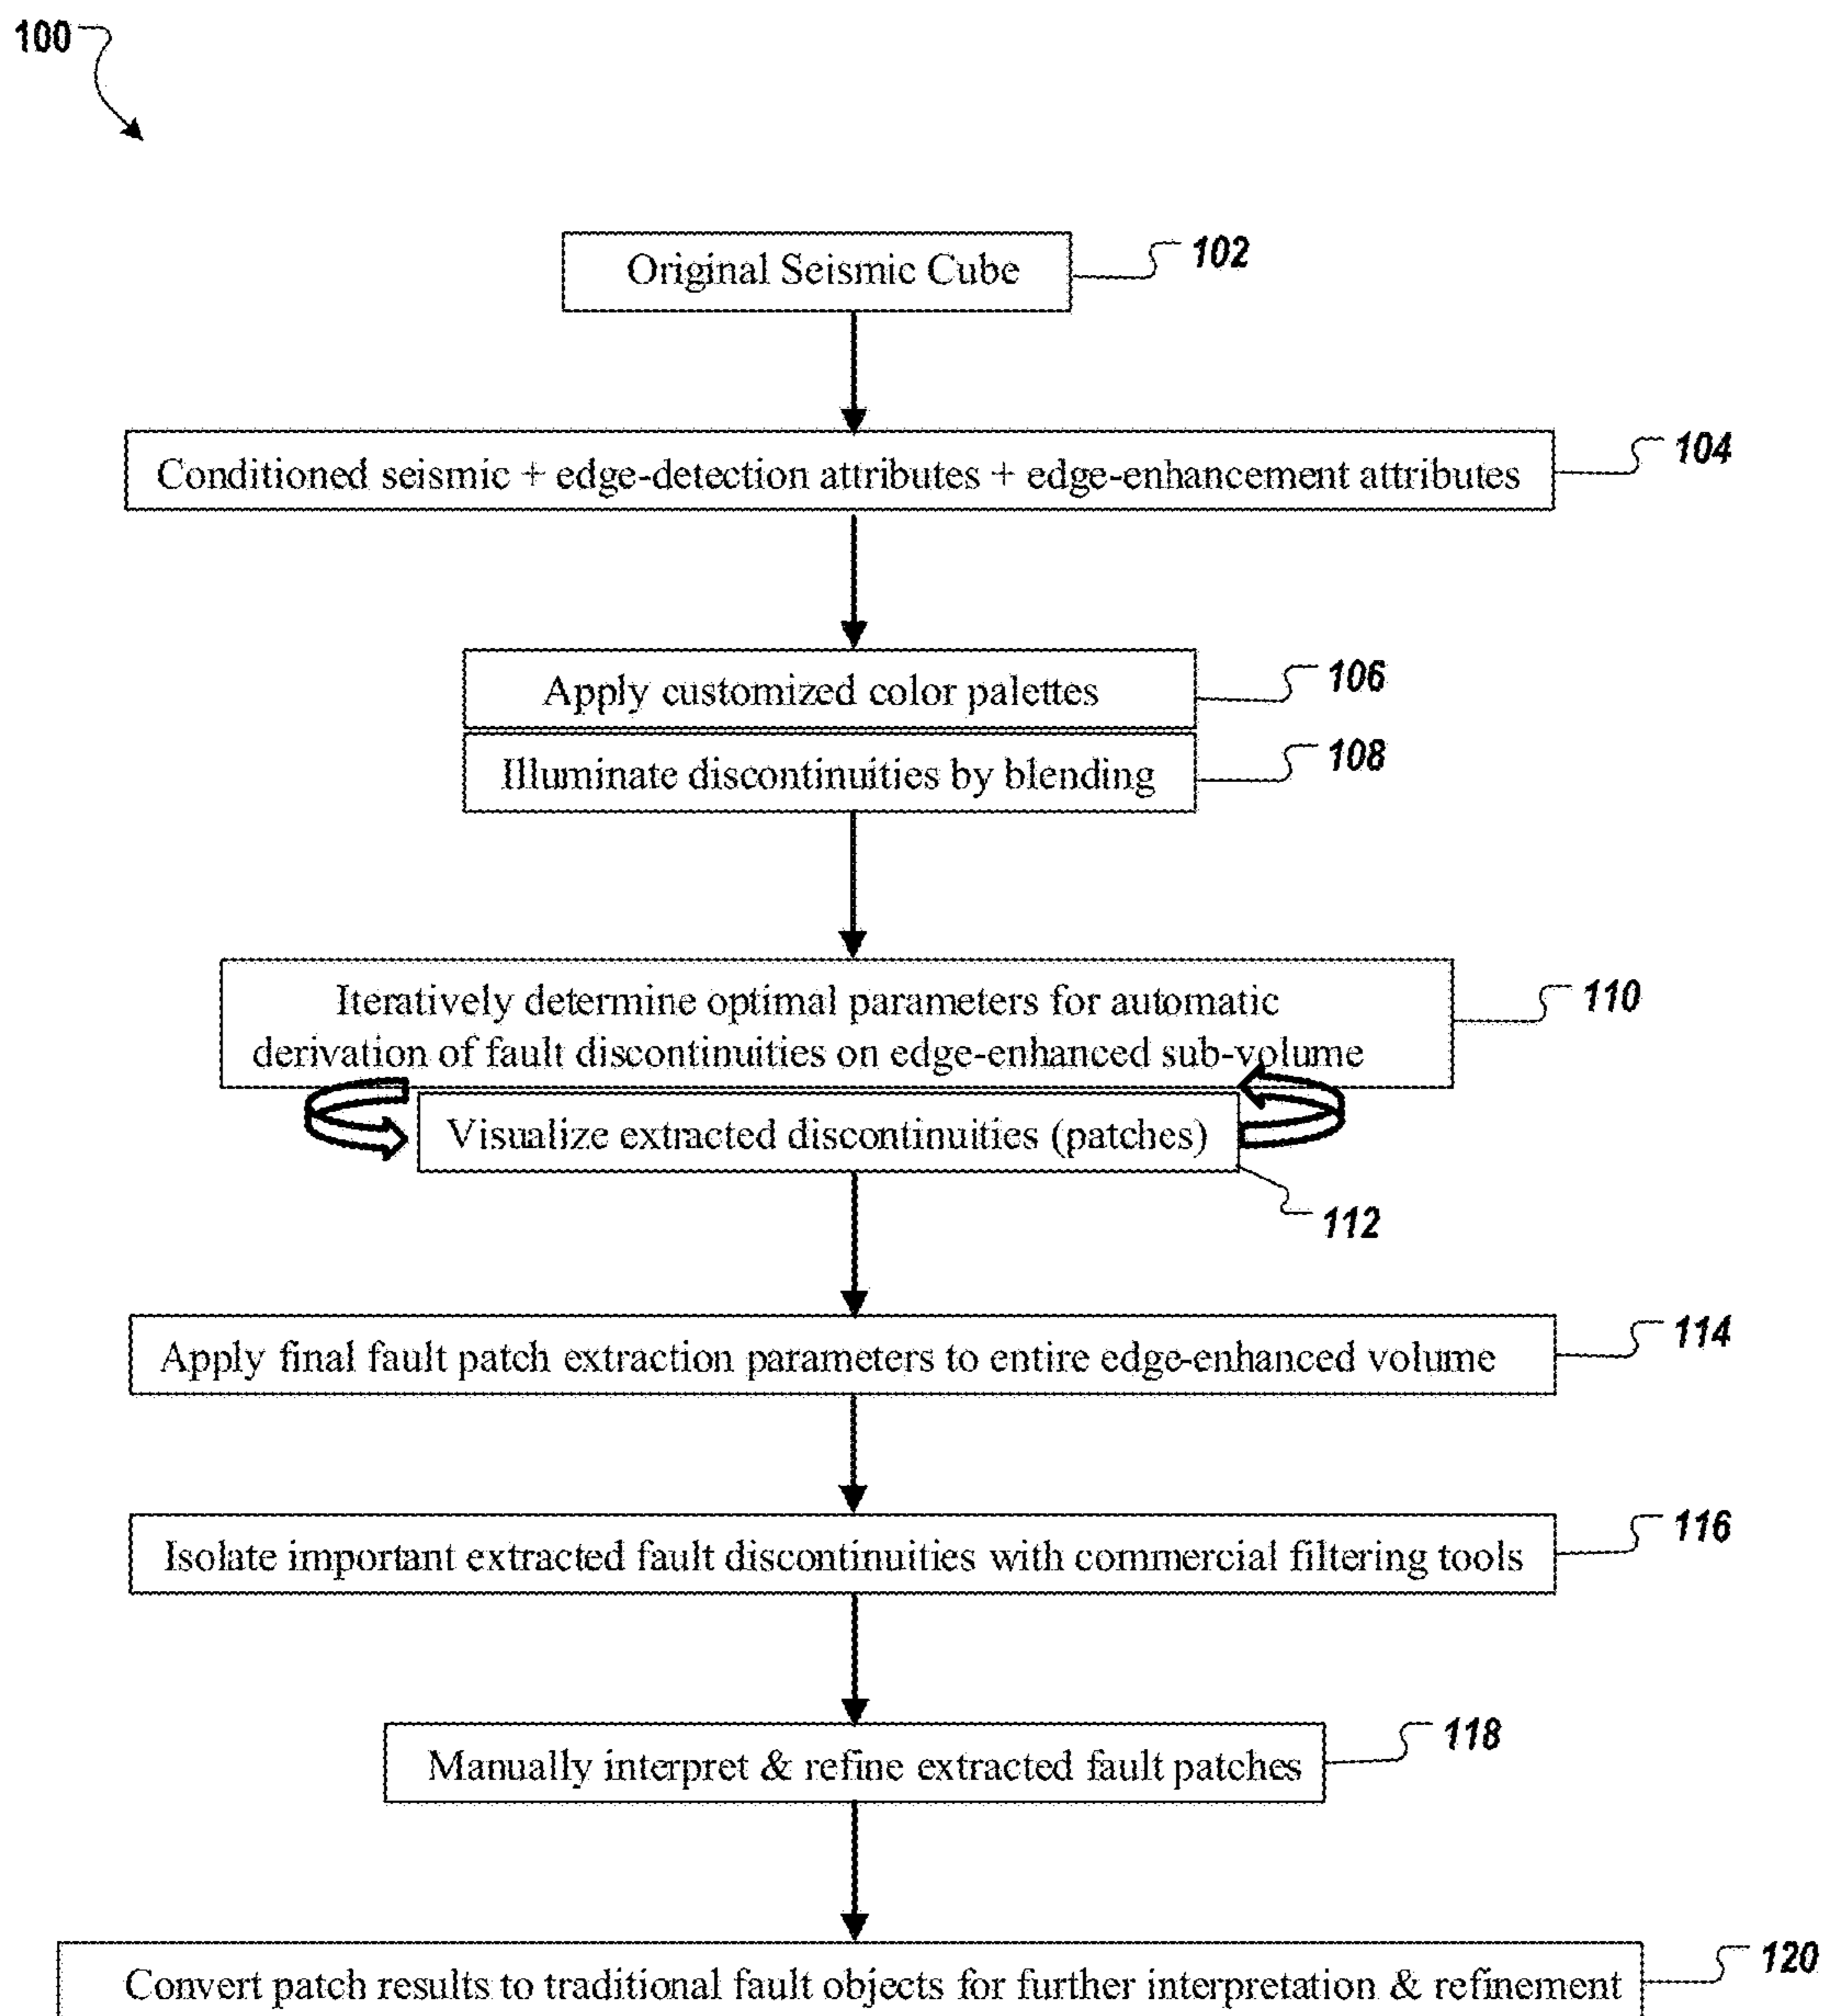 100
Original Seismic Cube
102
Conditioned seismic + edge-detection attributes + edge-enhancement attributes
104
Apply customized color palettes
106
Illuminate discontinuities by blending
108
Iteratively determine optimal parameters for automatic
derivation of fault discontinuities on edge-enhanced sub-volume
110
Visualize extracted discontinuities (patches)
112
Apply final fault patch extraction parameters to entire edge-enhanced volume
114
Isolate important extracted fault discontinuities with commercial filtering tools
116
Manually interpret & refine extracted fault patches
118
Convert patch results to traditional fault objects for further interpretation & refinement
120